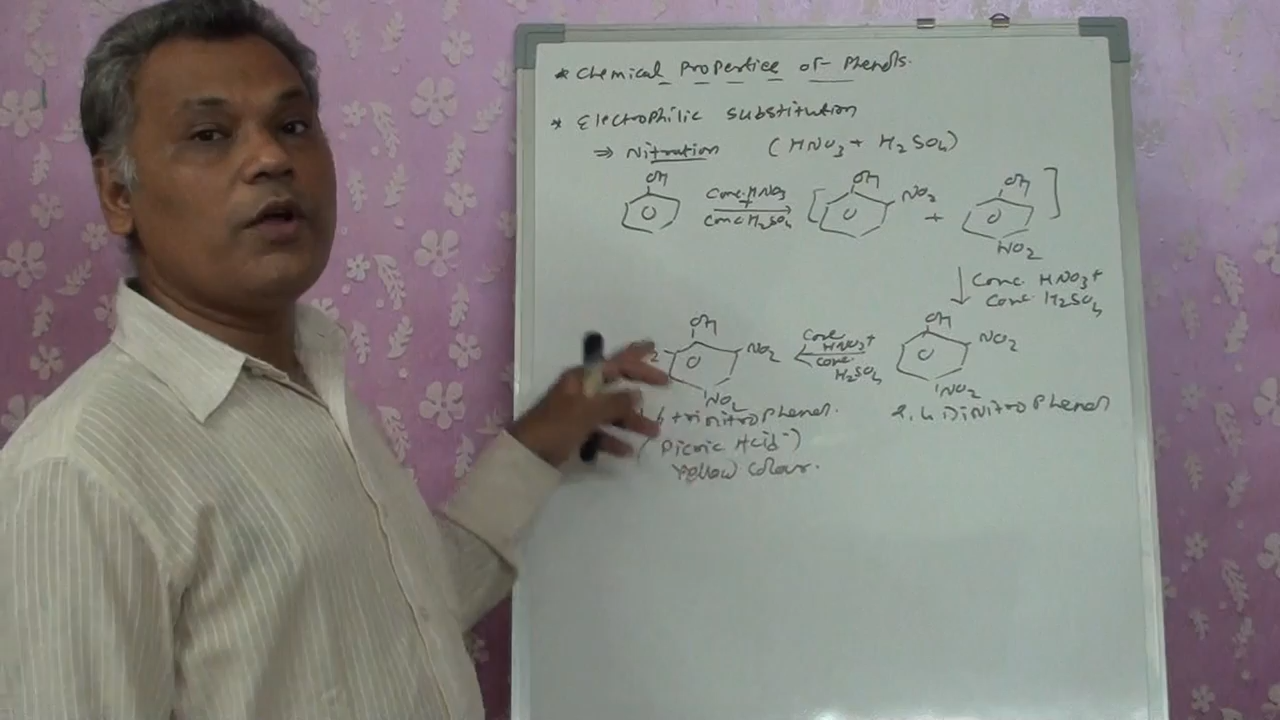 * Chemical Properties of Phenols.
* Electrophilic substitution
⇒ Nitration (HNO3 + H2SO4)
OH OH OH
Conc. HNO3 + Conc H2SO4 [ NO2 + NO2 ]
Conc. HNO3 +
Conc. H2SO4
OH Conc HNO3 + OH
NO2 Conc. H2SO4 NO2
NO2 NO2
6 trinitrophenol. 2,4 Dinitrophenol
(Picric Acid)
Yellow colour.